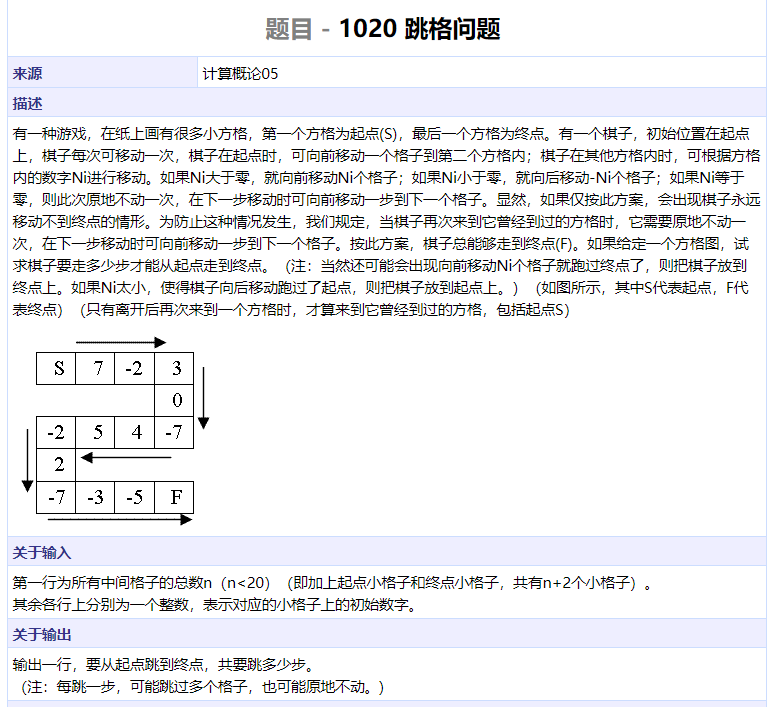 题目 - 1020 跳格问题
来源 计算概论05
描述
有一种游戏，在纸上画有很多小方格，第一个方格为起点(S)，最后一个方格为终点。有一个棋子，初始位置在起点
上，棋子每次可移动一次，棋子在起点时，可向前移动一个格子到第二个方格内；棋子在其他方格内时，可根据方格
内的数字Ni进行移动。如果Ni大于零，就向前移动Ni个格子；如果Ni小于零，就向后移动-Ni个格子；如果Ni等于
零，则此次原地不动一次，在下一步移动时可向前移动一步到下一个格子。显然，如果仅按此方案，会出现棋子永远
移动不到终点的情形。为防止这种情况发生，我们规定，当棋子再次来到它曾经到过的方格时，它需要原地不动一
次，在下一步移动时可向前移动一步到下一个格子。按此方案，棋子总能够走到终点(F)。如果给定一个方格图，试
求棋子要走多少步才能从起点走到终点。（注：当然还可能会出现向前移动Ni个格子就跑过终点了，则把棋子放到
终点上。如果Ni太小，使得棋子向后移动跑过了起点，则把棋子放到起点上。）（如图所示，其中S代表起点，F代
表终点）（只有离开后再次来到一个方格时，才算来到它曾经到过的方格，包括起点S）
S 7 -2 3
0
-2 5 4 -7
2
-7 -3 -5 F
关于输入
第一行为所有中间格子的总数n（n<20）（即加上起点小格子和终点小格子，共有n+2个小格子）。
其余各行上分别为一个整数，表示对应的小格子上的初始数字。
关于输出
输出一行，要从起点跳到终点，共要跳多少步。
（注：每跳一步，可能跳过多个格子，也可能原地不动。）